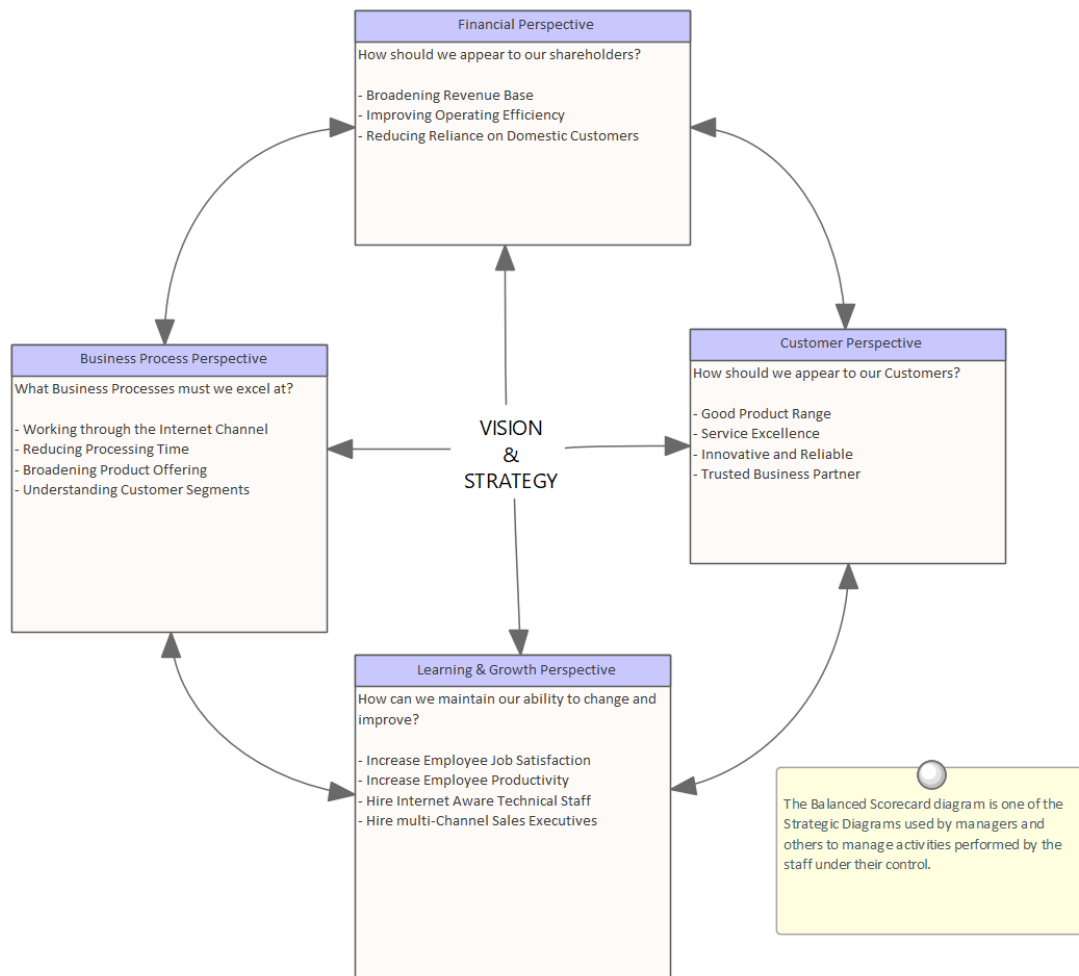 Financial Perspective
How should we appear to our shareholders?
- Broadening Revenue Base
- Improving Operating Efficiency
- Reducing Reliance on Domestic Customers
Business Process Perspective
What Business Processes must we excel at?
- Working through the Internet Channel
- Reducing Processing Time
- Broadening Product Offering
- Understanding Customer Segments
VISION
&
STRATEGY
Customer Perspective
How should we appear to our Customers?
- Good Product Range
- Service Excellence
- Innovative and Reliable
- Trusted Business Partner
Learning & Growth Perspective
How can we maintain our ability to change and
improve?
- Increase Employee Job Satisfaction
- Increase Employee Productivity
- Hire Internet Aware Technical Staff
- Hire multi-Channel Sales Executives
The Balanced Scorecard diagram is one of the
Strategic Diagrams used by managers and
others to manage activities performed by the
staff under their control.